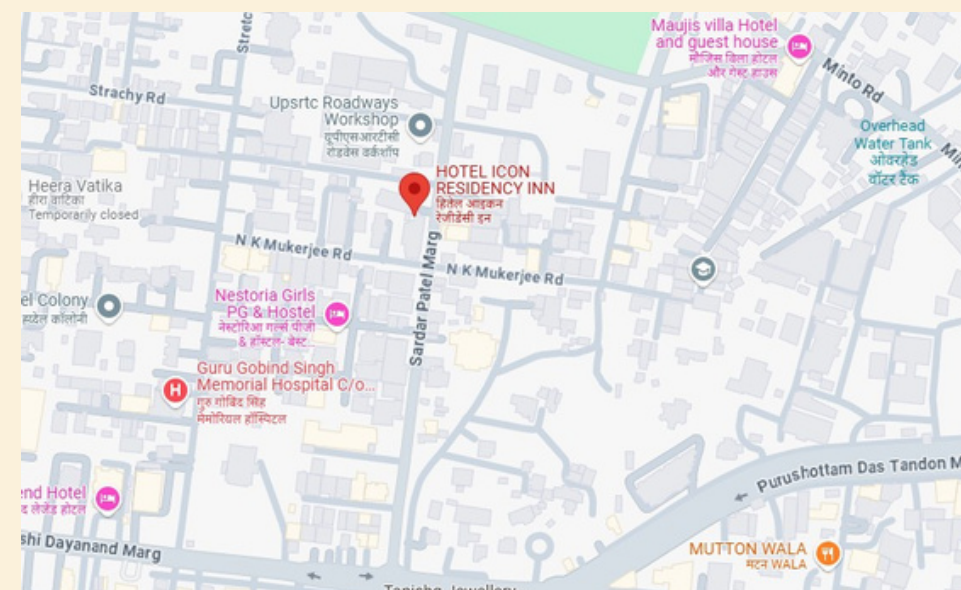 Maujis villa Hotel
and guest house
मौजिस विला होटल
और गेस्ट हाउस
Minto Rd
Strachy Rd
Upsrtc Roadways
Workshop
यूपीएसआरटीसी
रोडवेस वर्कशॉप
Overhead
Water Tank
ओवरहेड
वॉटर टैंक
HOTEL ICON
RESIDENCY INN
हितेल आइकन
रेजीडेंसी इन
Heera Vatika
हीरा वाटिका
Temporarily closed
N K Mukerjee Rd
N K Mukerjee Rd
Sardar Patel Marg
Nestoria Girls
PG & Hostel
नेस्टोरिआ गर्ल्स पीजी
& हॉस्टल- बेस्ट...
el Colony
कॉलोनी
Guru Gobind Singh
Memorial Hospital C/o...
गुरु गोबिंद सिंह
मेमोरियल हॉस्पिटल
H
Purushottam Das Tandon M
end Hotel
द लेजेंड होटल
shi Dayanand Marg
MUTTON WALA
मटन WALA